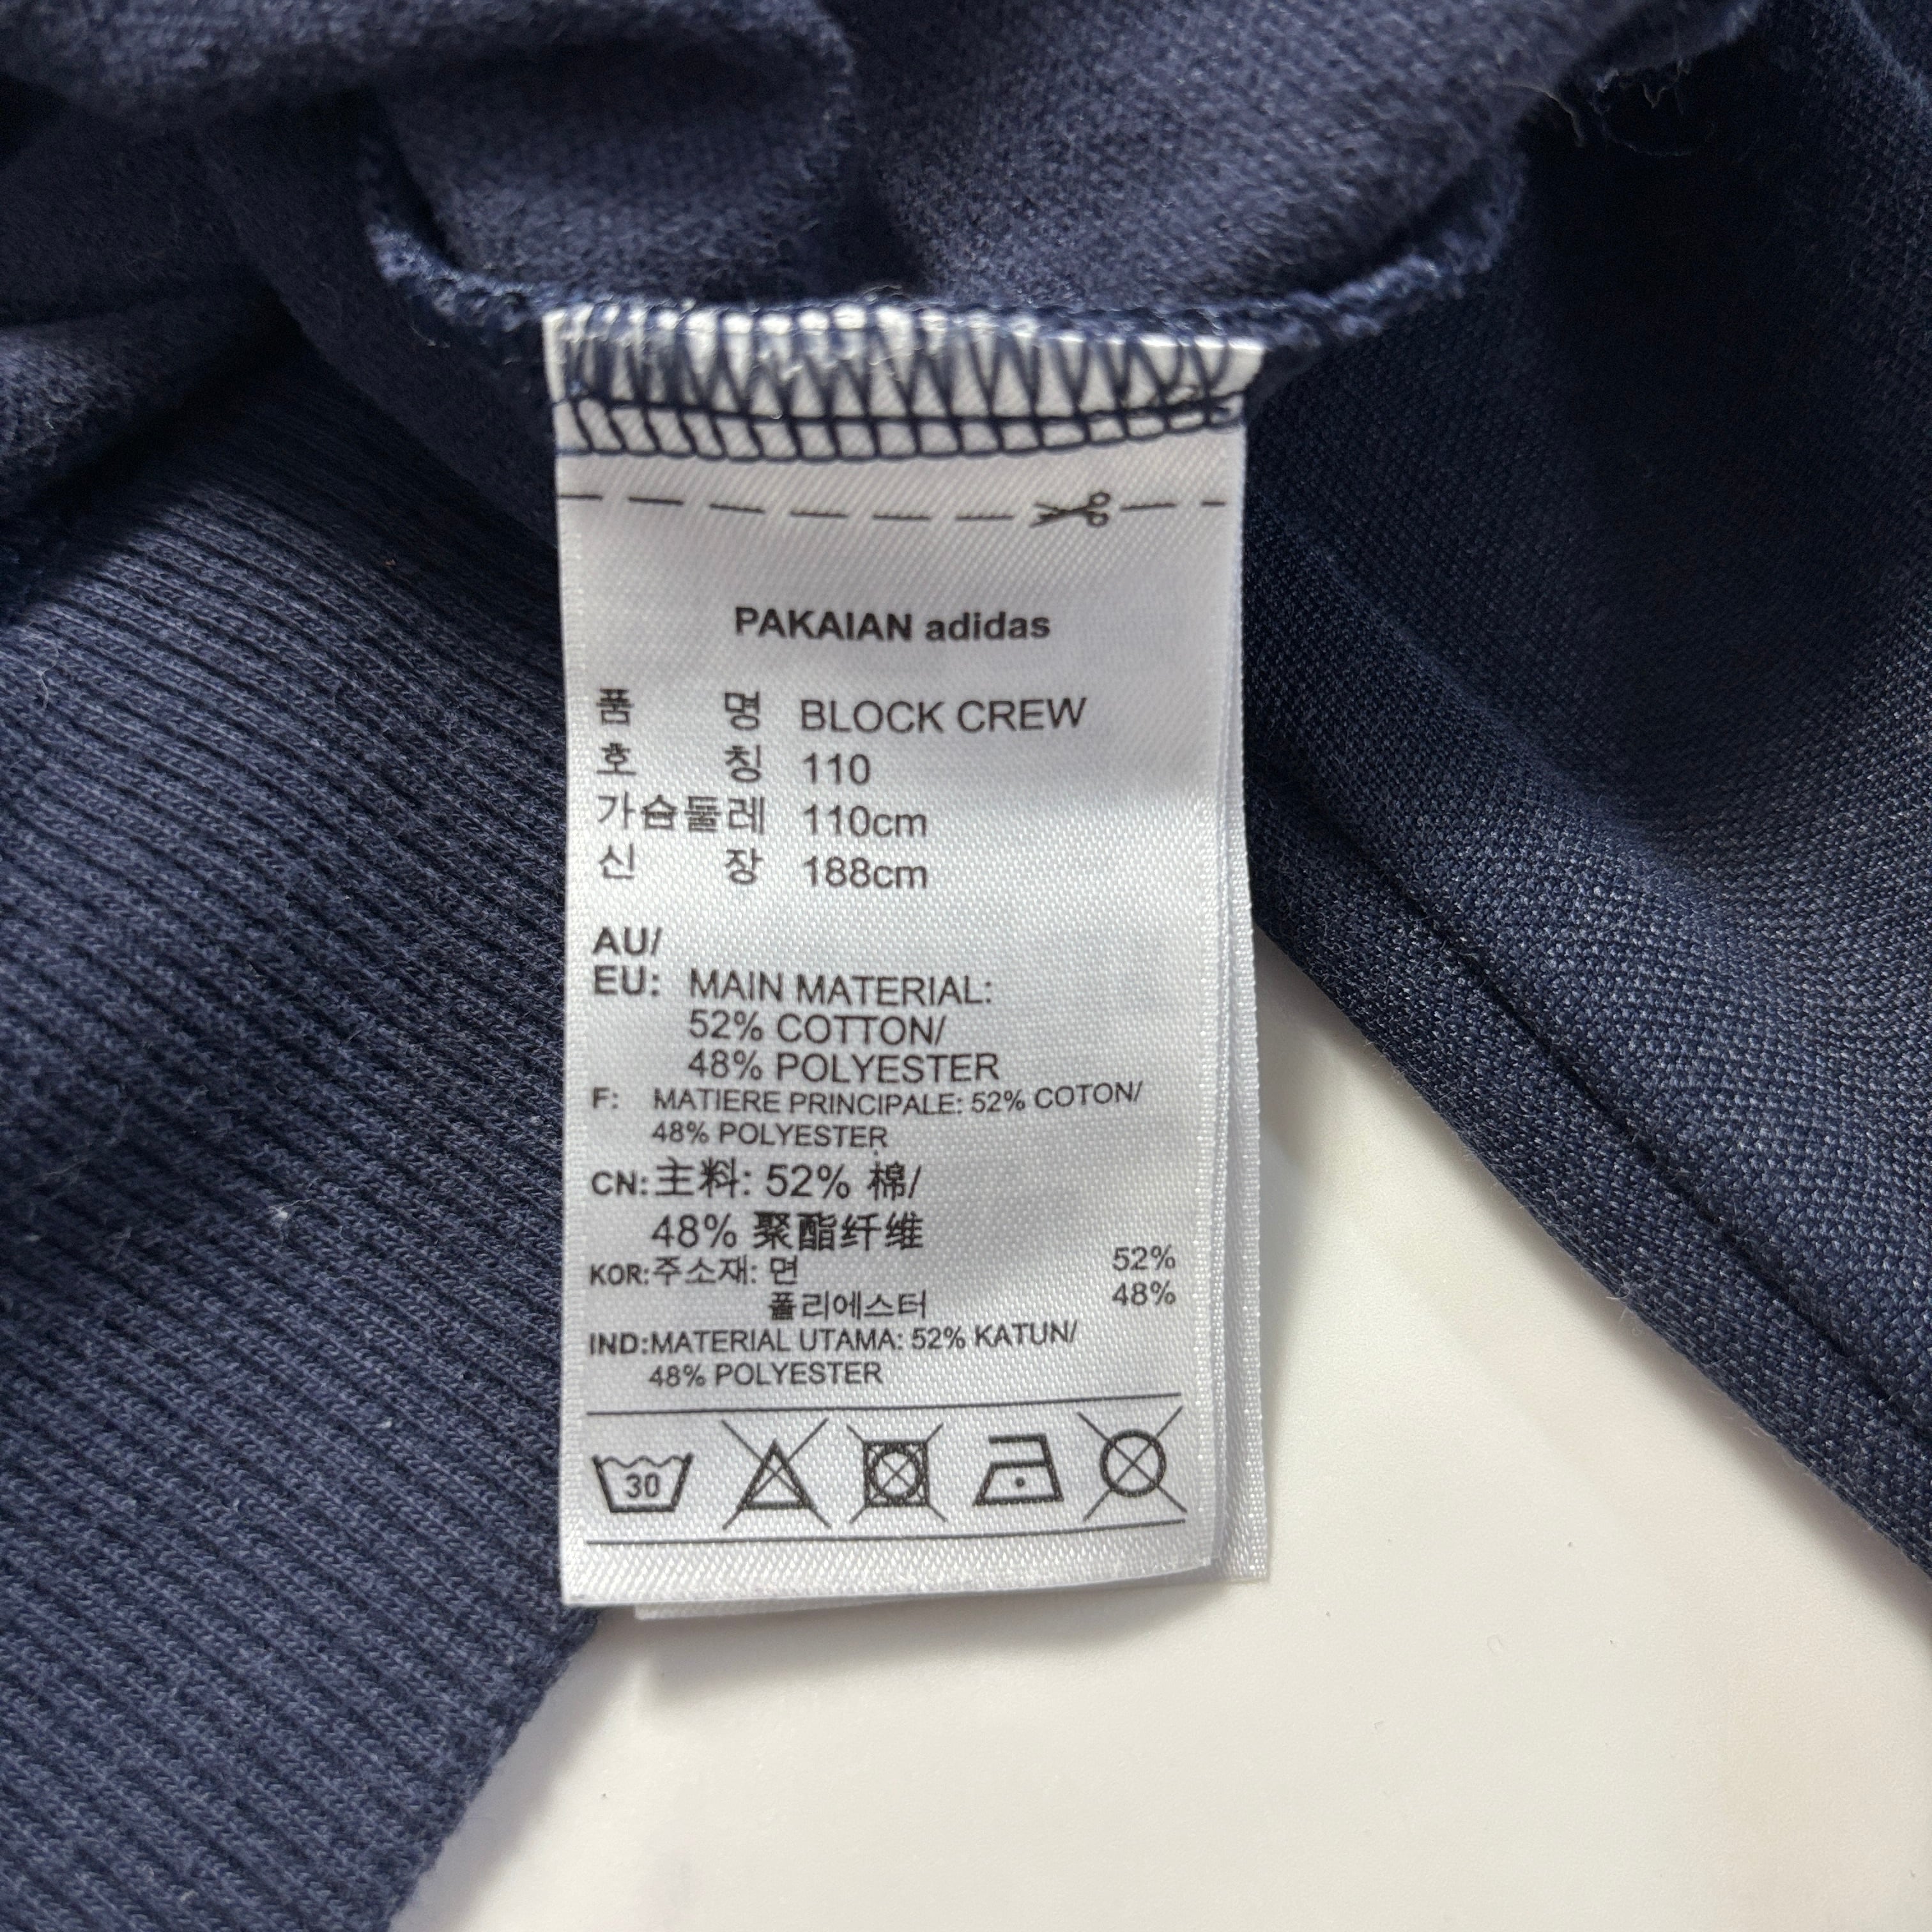 PAKAIAN adidas
품 명 BLOCK CREW
호 칭 110
가슴둘레 110cm
신 장 188cm
AU/
EU: MAIN MATERIAL:
52% COTTON/
48% POLYESTER
F: MATIERE PRINCIPALE: 52% COTON/
48% POLYESTER
CN: 主料: 52% 棉/
48% 聚酯纤维
KOR: 주소재: 면 52%
폴리에스터 48%
IND: MATERIAL UTAMA: 52% KATUN/
48% POLYESTER
30